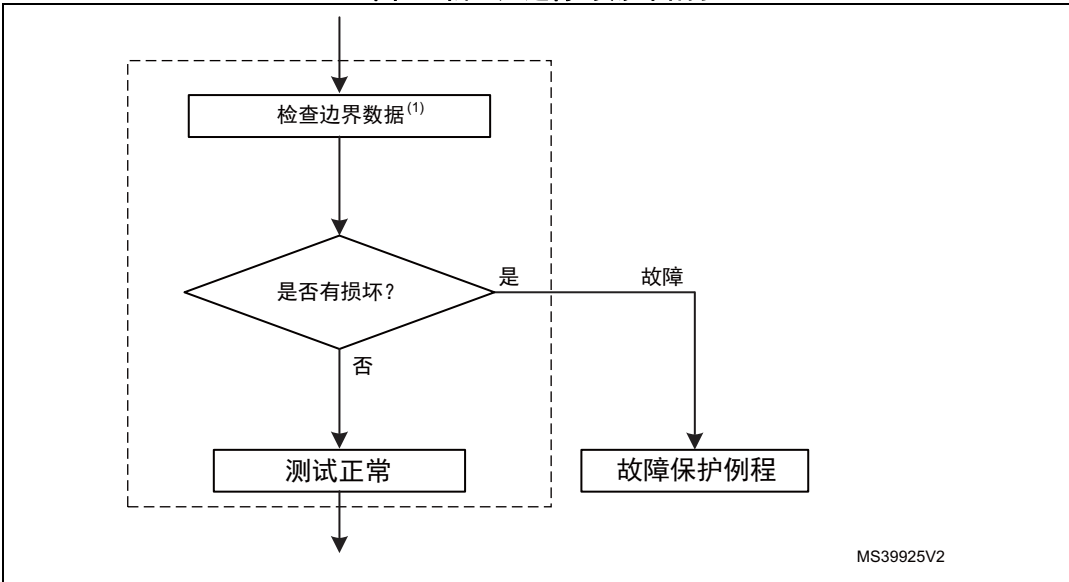 检查边界数据(1)
是否有损坏？
是
故障
否
测试正常
故障保护例程
MS39925V2